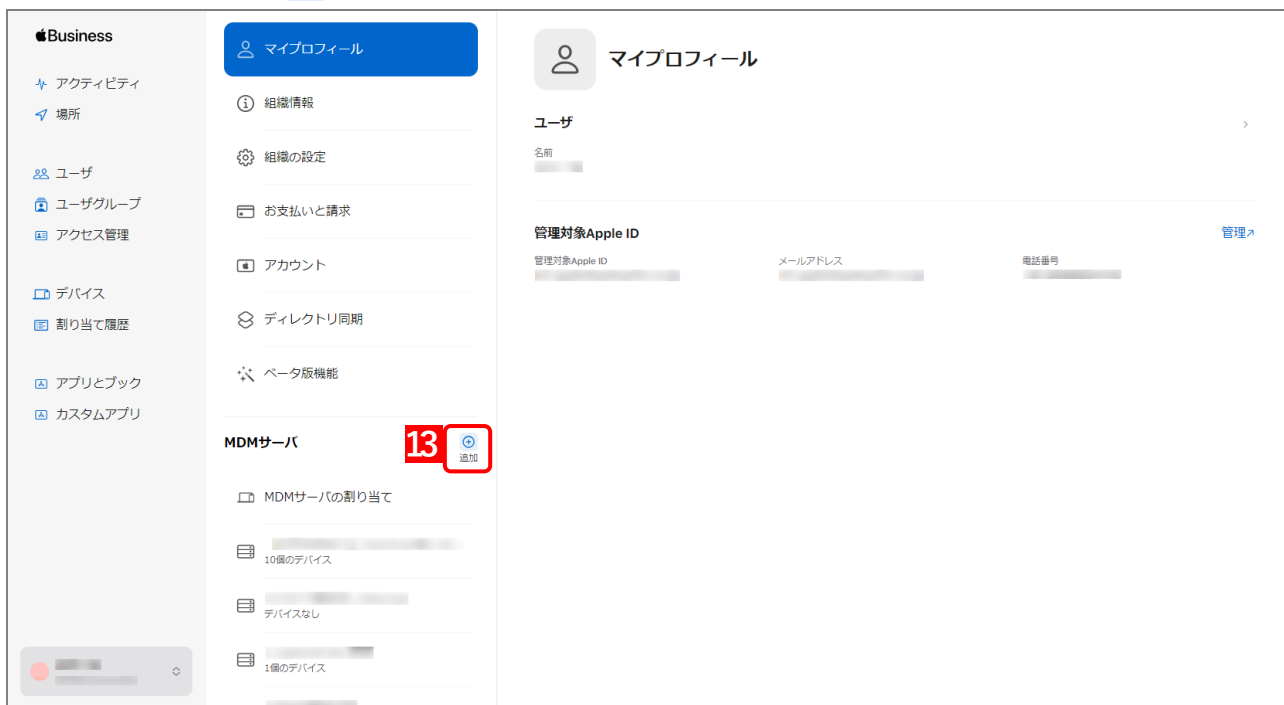 Business
アクティビティ
場所
ユーザ
ユーザグループ
アクセス管理
デバイス
割り当て履歴
アプリとブック
カスタムアプリ
マイプロフィール
組織情報
組織の設定
お支払いと請求
アカウント
ディレクトリ同期
ベータ版機能
MDMサーバ
13
追加
MDMサーバの割り当て
10個のデバイス
デバイスなし
1個のデバイス
マイプロフィール
ユーザ
名前
管理対象Apple ID
管理↗
管理対象Apple ID
メールアドレス
電話番号